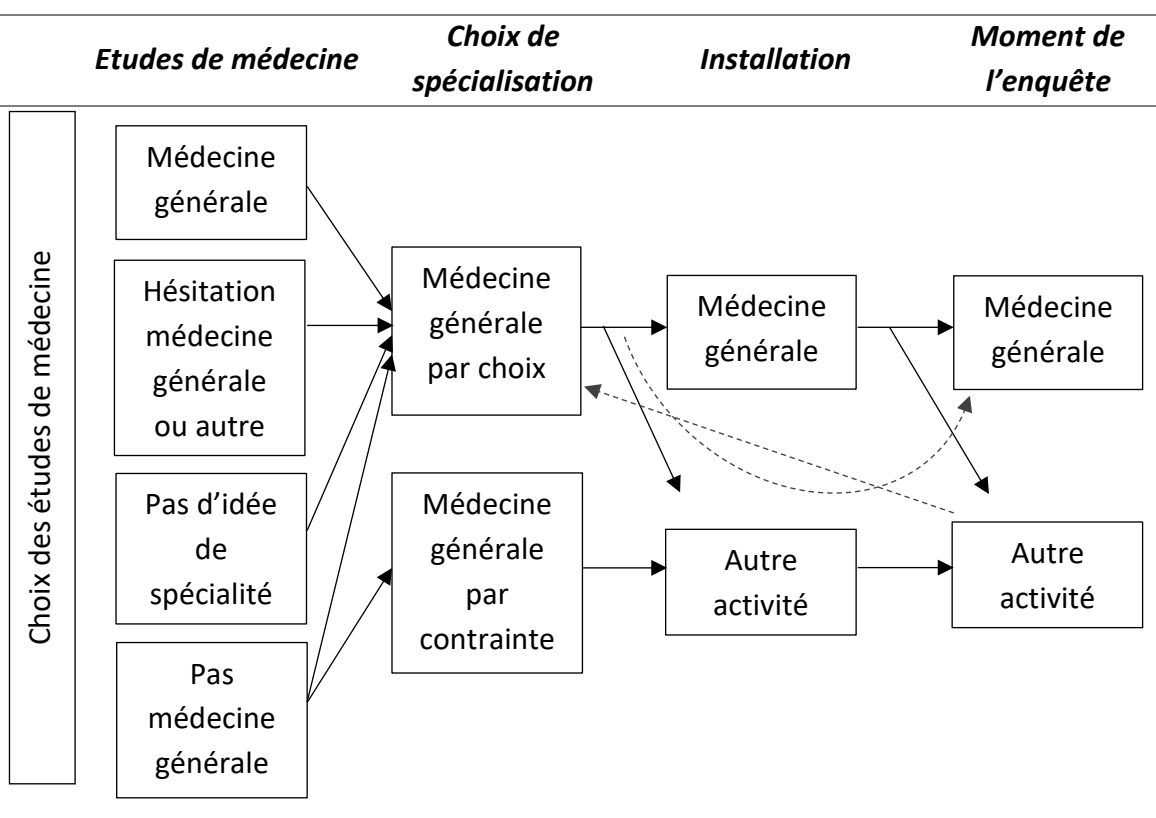 Etudes de médecine
Choix de
spécialisation
Installation
Moment de
l’enquête
Choix des études de médecine
Médecine
générale
Hésitation
médecine
générale
ou autre
Pas d’idée
de
spécialité
Pas
médecine
générale
Médecine
générale
par choix
Médecine
générale
par
contrainte
Médecine
générale
Autre
activité
Médecine
générale
Autre
activité